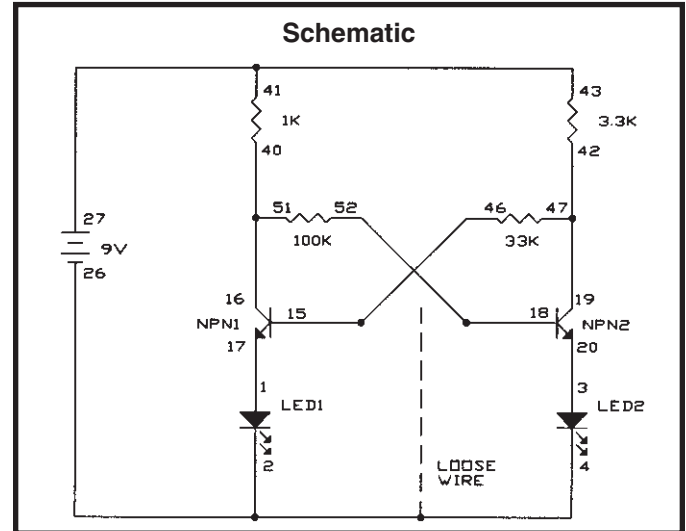 Schematic
41
43
1K
3.3K
40
42
27
9V
26
51 52
46 47
100K
33K
16
15
18
19
NPN1
NPN2
17
20
1
LED1
3
LED2
2
4
LOOSE
WIRE